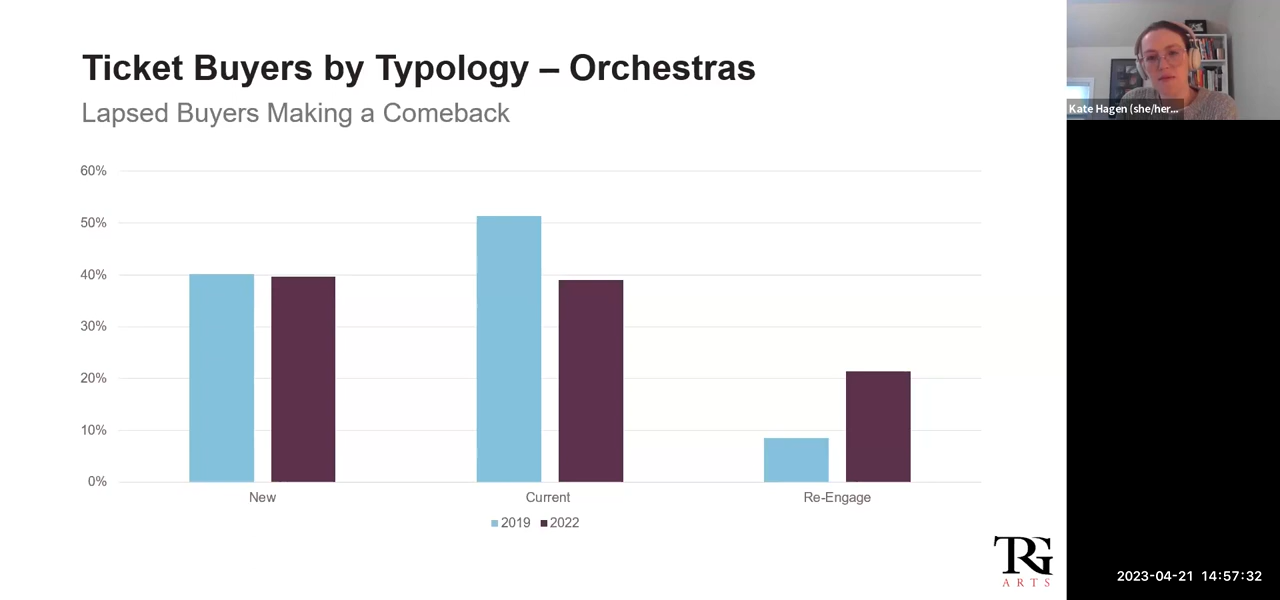 Ticket Buyers by Typology – Orchestras
Lapsed Buyers Making a Comeback
60%
50%
40%
30%
20%
10%
0%
New Current Re-Engage
2019 2022
TRG
ARTS
Kate Hagen (she/her...
2023-04-21 14:57:32